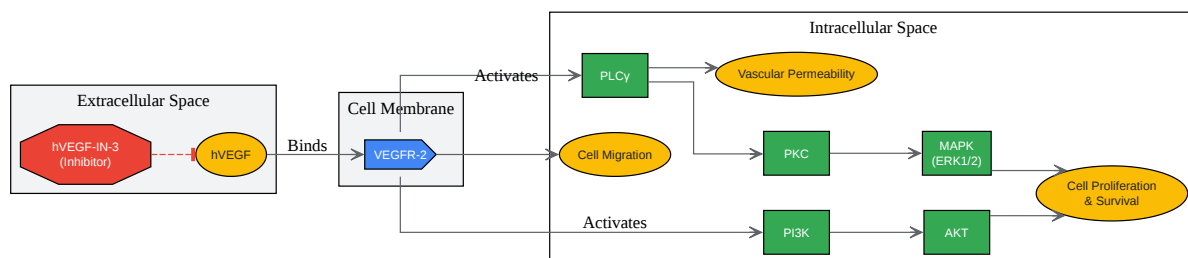 Intracellular Space
Activates
PLCγ
Vascular Permeability
Extracellular Space
Cell Membrane
hVEGF-IN-3
(Inhibitor)
hVEGF
Binds
VEGFR-2
Cell Migration
PKC
MAPK
(ERK1/2)
Cell Proliferation
& Survival
Activates
PI3K
AKT